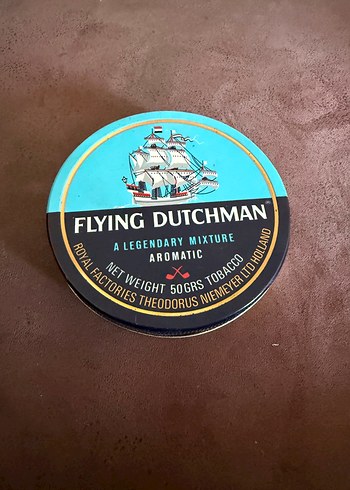 FLYING DUTCHMAN
A LEGENDARY MIXTURE
AROMATIC
NET WEIGHT 50GRS TOBACCO
ROYAL FACTORIES THEODORUS NIEMEYER LTD HOLLAND